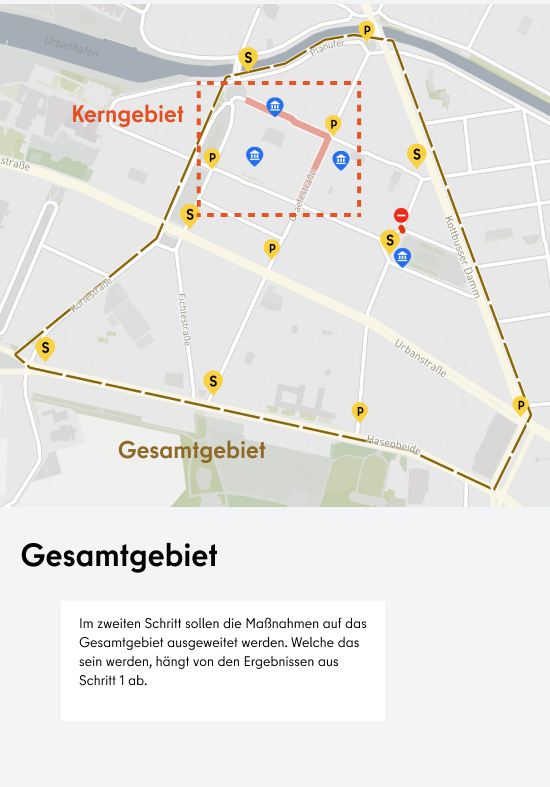 Urbanhafen
S
P
Planufer
Kerngebiet
P
P
S
straße
Graefestraße
S
S
P
Kottbusser Damm
Körtestraße
Fichtestraße
S
Urbanstraße
S
P
P
Gesamtgebiet
Hasenheide
Gesamtgebiet
Im zweiten Schritt sollen die Maßnahmen auf das
Gesamtgebiet ausgeweitet werden. Welche das
sein werden, hängt von den Ergebnissen aus
Schritt 1 ab.